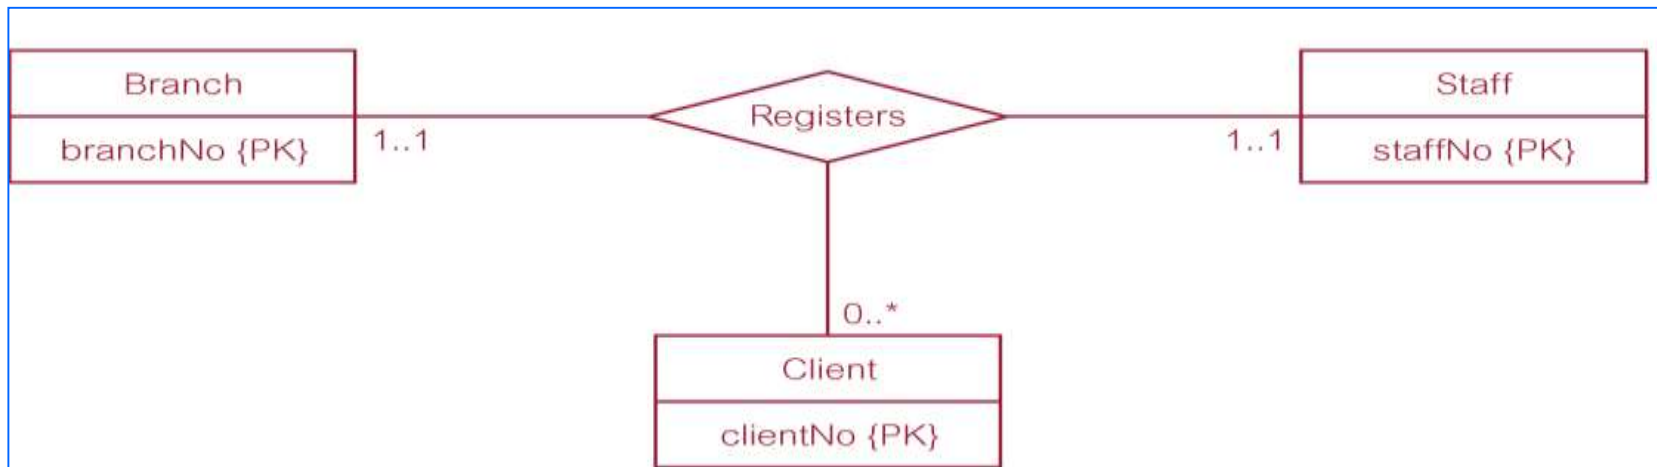 Branch
branchNo {PK}
1..1
Registers
1..1
Staff
staffNo {PK}
0..*
Client
clientNo {PK}